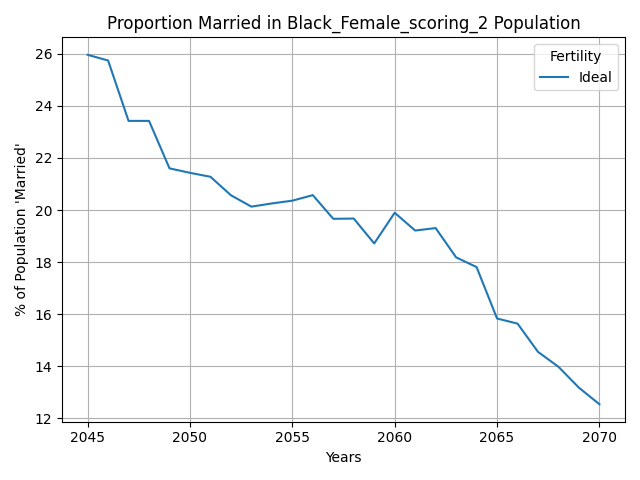 Proportion Married in Black_Female_scoring_2 Population
% of Population 'Married'
26
24
22
20
18
16
14
12
Fertility
Ideal
2045 2050 2055 2060 2065 2070
Years